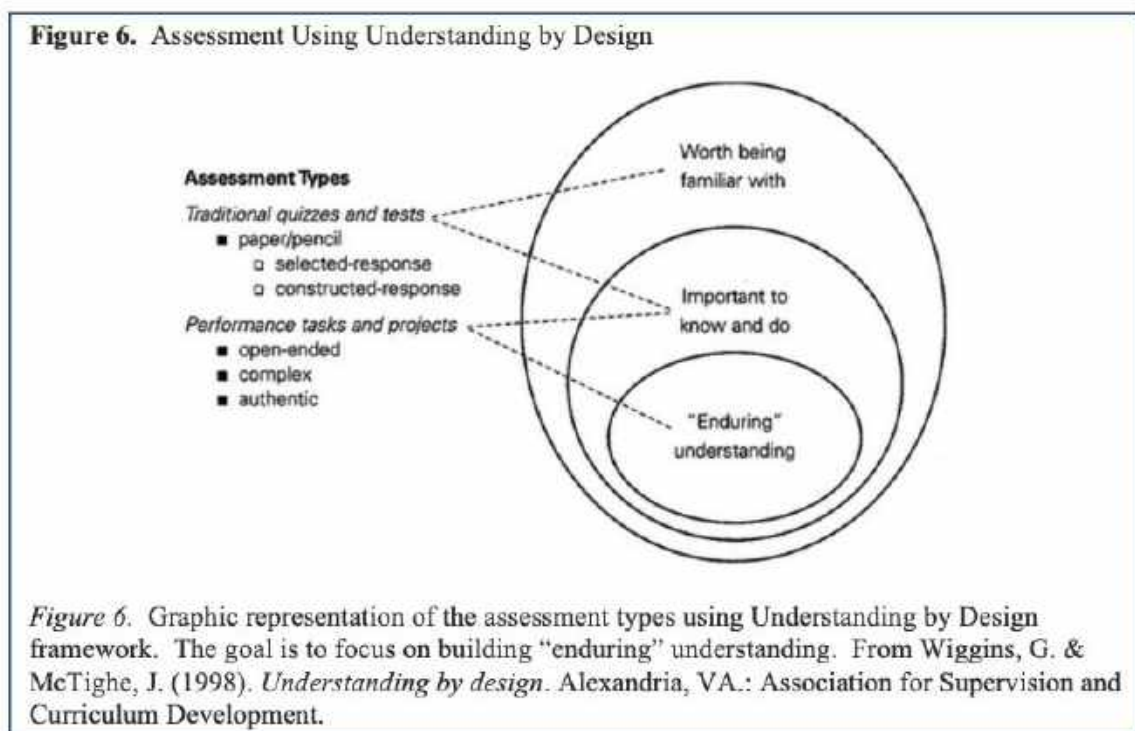 Figure 6. Assessment Using Understanding by Design
Assessment Types
Traditional quizzes and tests
■ paper/pencil
□ selected-response
□ constructed-response
Performance tasks and projects
■ open-ended
■ complex
■ authentic
Worth being
familiar with
Important to
know and do
"Enduring"
understanding
Figure 6. Graphic representation of the assessment types using Understanding by Design
framework. The goal is to focus on building “enduring” understanding. From Wiggins, G. &
McTighe, J. (1998). Understanding by design. Alexandria, VA.: Association for Supervision and
Curriculum Development.